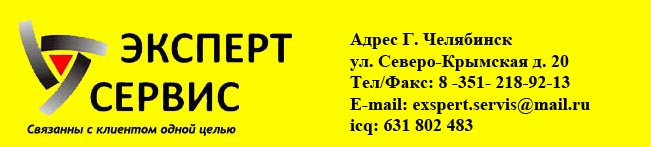 ЭКСПЕРТ
СЕРВИС
Связанны с клиентом одной целью
Адрес Г. Челябинск
ул. Северо-Крымская д. 20
Тел/Факс: 8 -351- 218-92-13
E-mail: exspert.servis@mail.ru
icq: 631 802 483